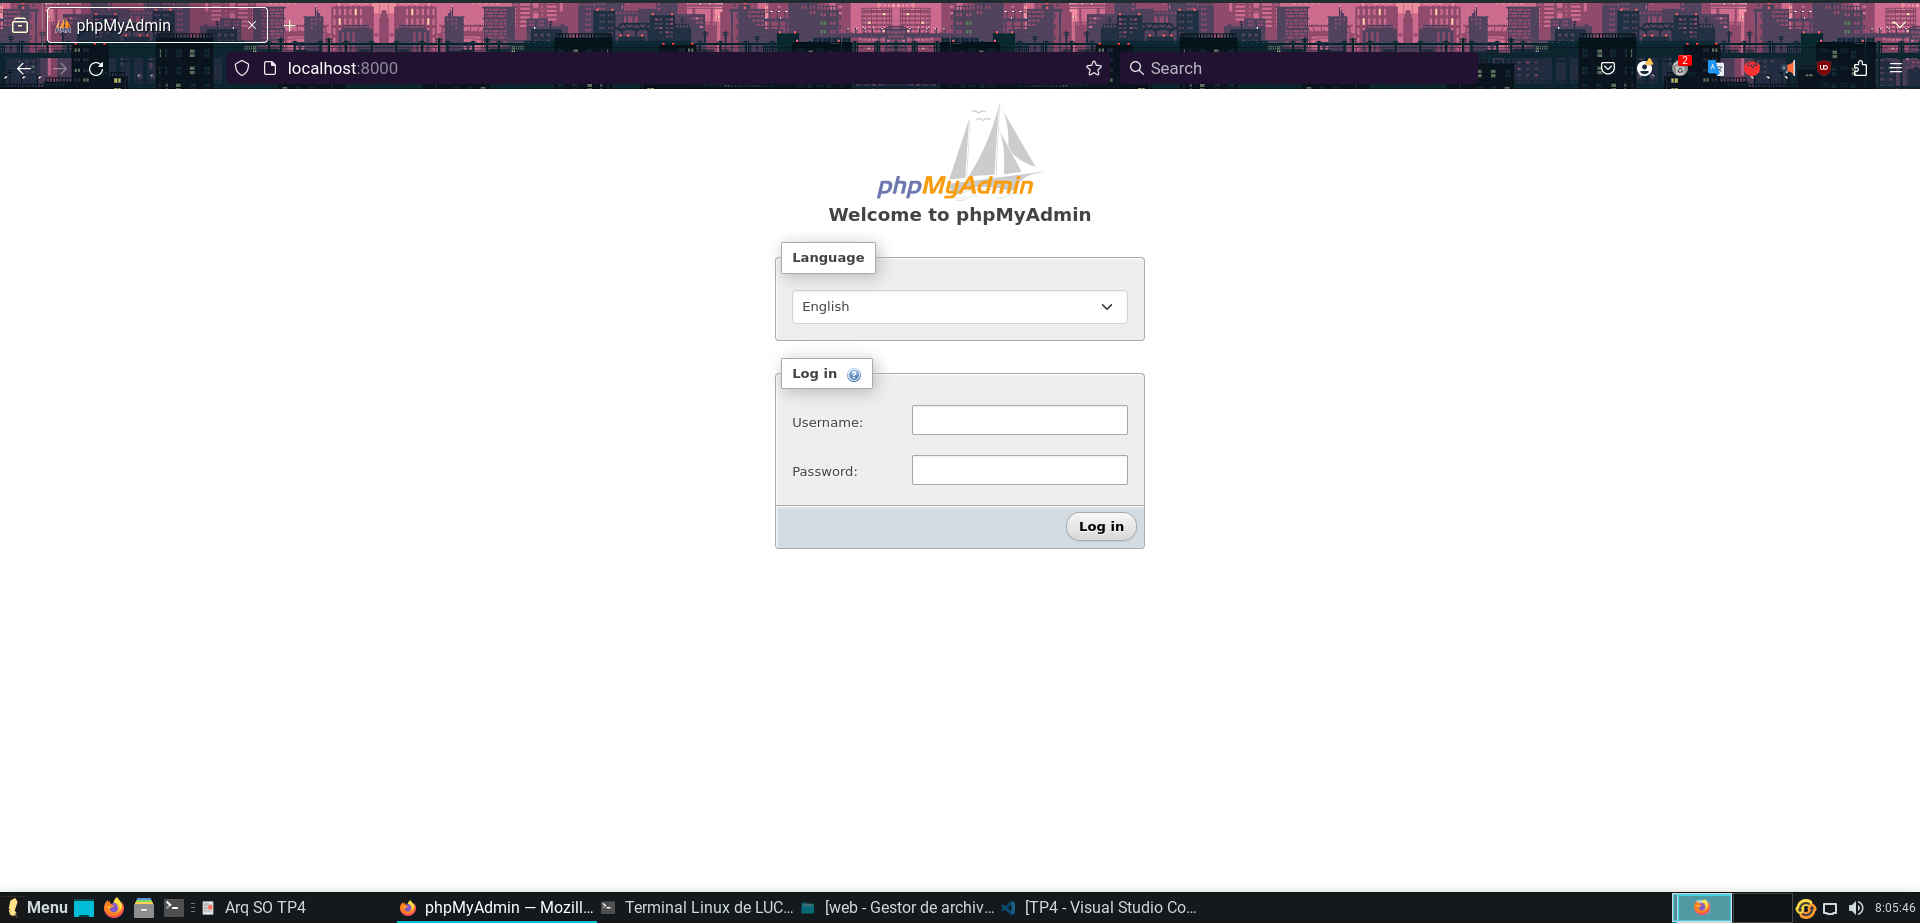 phpMyAdmin
localhost:8000
Search
2
phpMyAdmin
Welcome to phpMyAdmin
Language
English
Log in
Username:
Password:
Log in
Menu
Arq SO TP4
phpMyAdmin — Mozill...
Terminal Linux de LUC...
[web - Gestor de archiv...
[TP4 - Visual Studio Co...
8:05:46